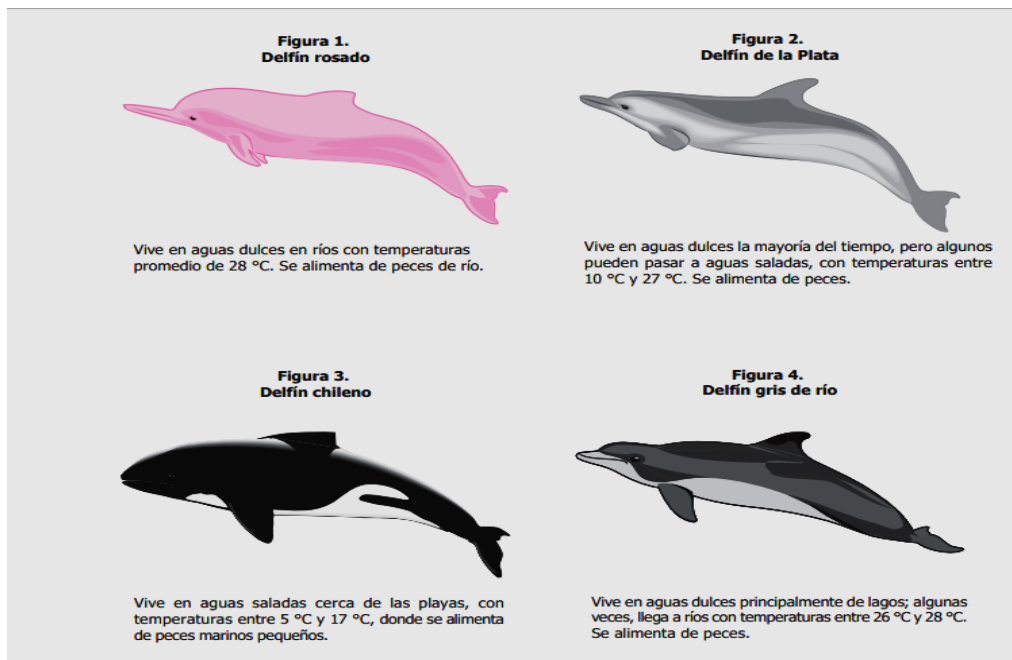 Figura 1.
Delfín rosado
Vive en aguas dulces en ríos con temperaturas
promedio de 28 °C. Se alimenta de peces de río.
Figura 2.
Delfín de la Plata
Vive en aguas dulces la mayoría del tiempo, pero algunos
pueden pasar a aguas saladas, con temperaturas entre
10 °C y 27 °C. Se alimenta de peces.
Figura 3.
Delfín chileno
Vive en aguas saladas cerca de las playas, con
temperaturas entre 5 °C y 17 °C, donde se alimenta
de peces marinos pequeños.
Figura 4.
Delfín gris de río
Vive en aguas dulces principalmente de lagos; algunas
veces, llega a ríos con temperaturas entre 26 °C y 28 °C.
Se alimenta de peces.